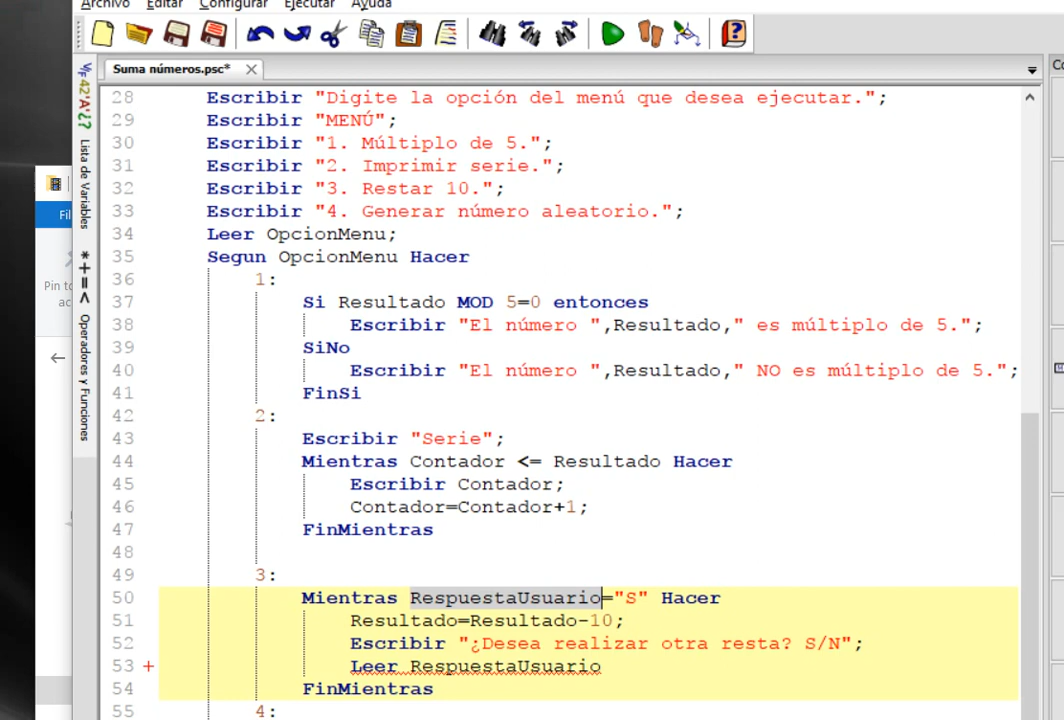 Archivo Editar Configurar Ejecutar Ayuda
Suma números.psc*
28 Escribir "Digite la opción del menú que desea ejecutar.";
29 Escribir "MENÚ";
30 Escribir "1. Múltiplo de 5.";
31 Escribir "2. Imprimir serie.";
32 Escribir "3. Restar 10.";
33 Escribir "4. Generar número aleatorio.";
34 Leer OpcionMenu;
35 Segun OpcionMenu Hacer
36 1:
37 Si Resultado MOD 5=0 entonces
38 Escribir "El número ",Resultado," es múltiplo de 5.";
39 SiNo
40 Escribir "El número ",Resultado," NO es múltiplo de 5.";
41 FinSi
42 2:
43 Escribir "Serie";
44 Mientras Contador <= Resultado Hacer
45 Escribir Contador;
46 Contador=Contador+1;
47 FinMientras
48
49 3:
50 Mientras RespuestaUsuario="S" Hacer
51 Resultado=Resultado-10;
52 Escribir "¿Desea realizar otra resta? S/N";
53 + Leer RespuestaUsuario
54 FinMientras
55 4:
Lista de Variables
*+=< Operadores y Funciones
Fil
Pin to
ac
Co